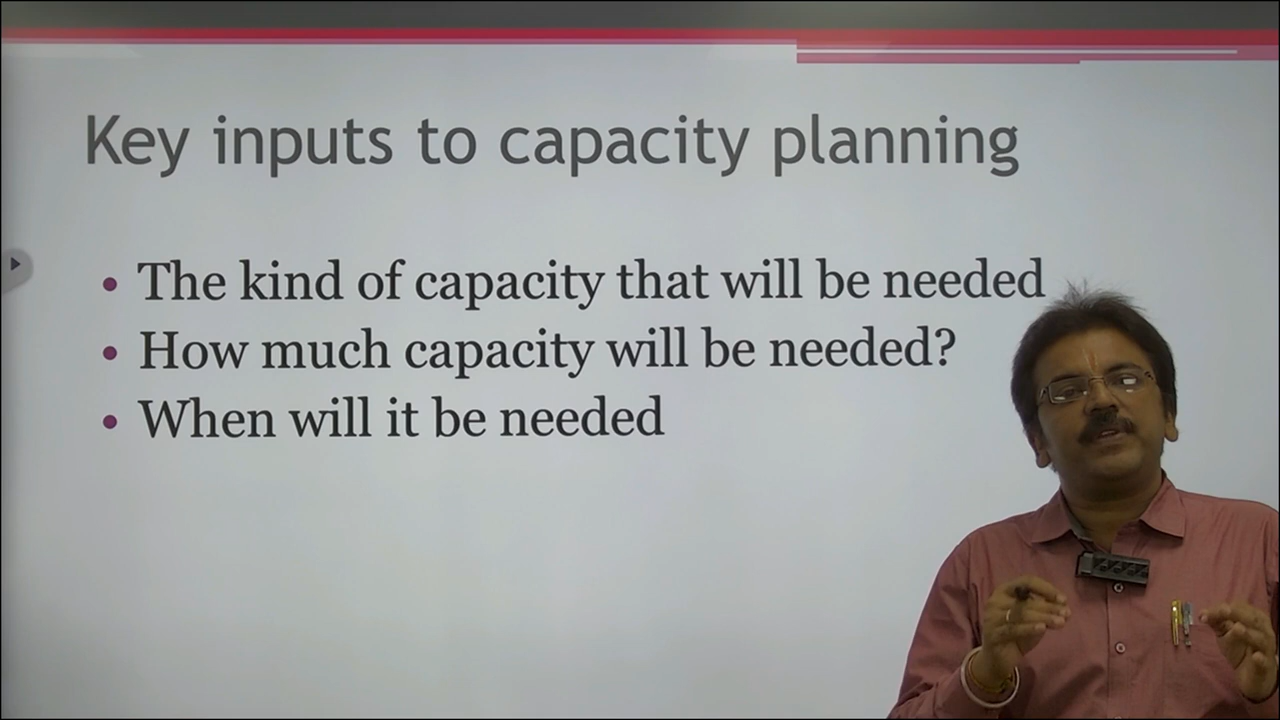 Key inputs to capacity planning
• The kind of capacity that will be needed
• How much capacity will be needed?
• When will it be needed